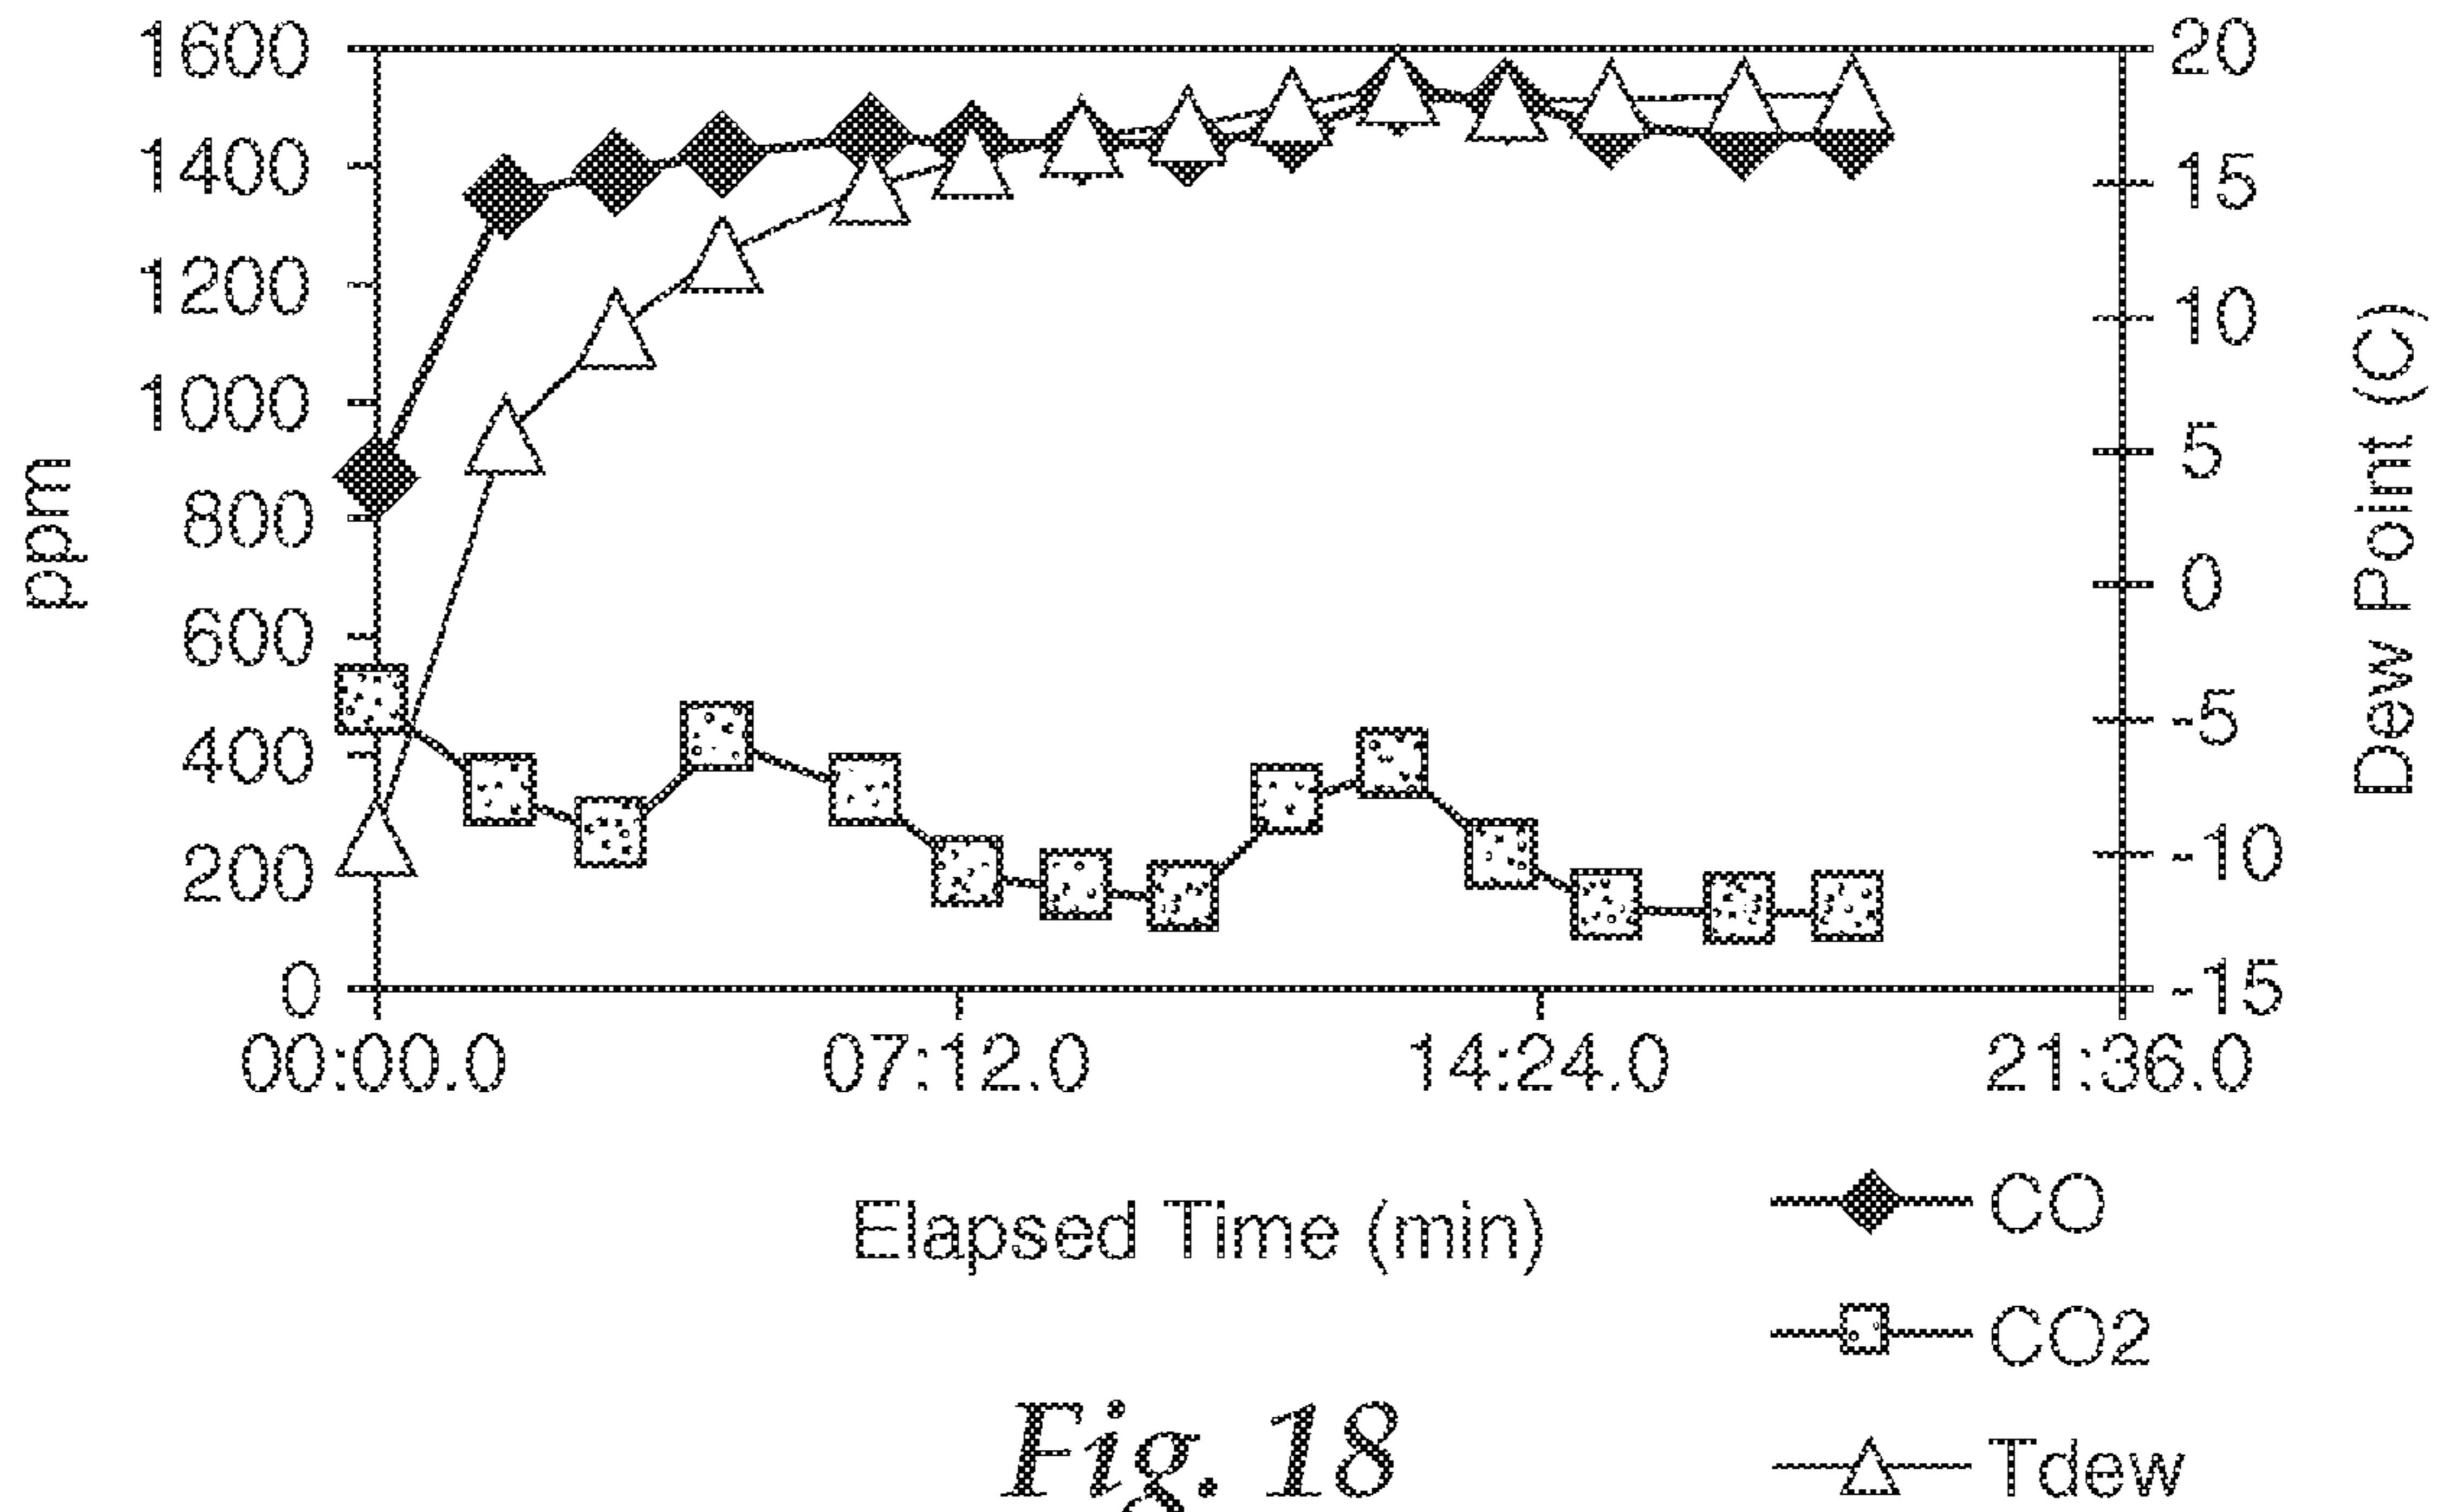 1600
1400
1200
1000
800
600
400
200
0
ppm
20
15
10
5
0
-5
-10
-15
Dew Point (C)
00:00.0 07:12.0 14:24.0 21:36.0
Elapsed Time (min)
CO
CO2
Tdew
Fig. 18